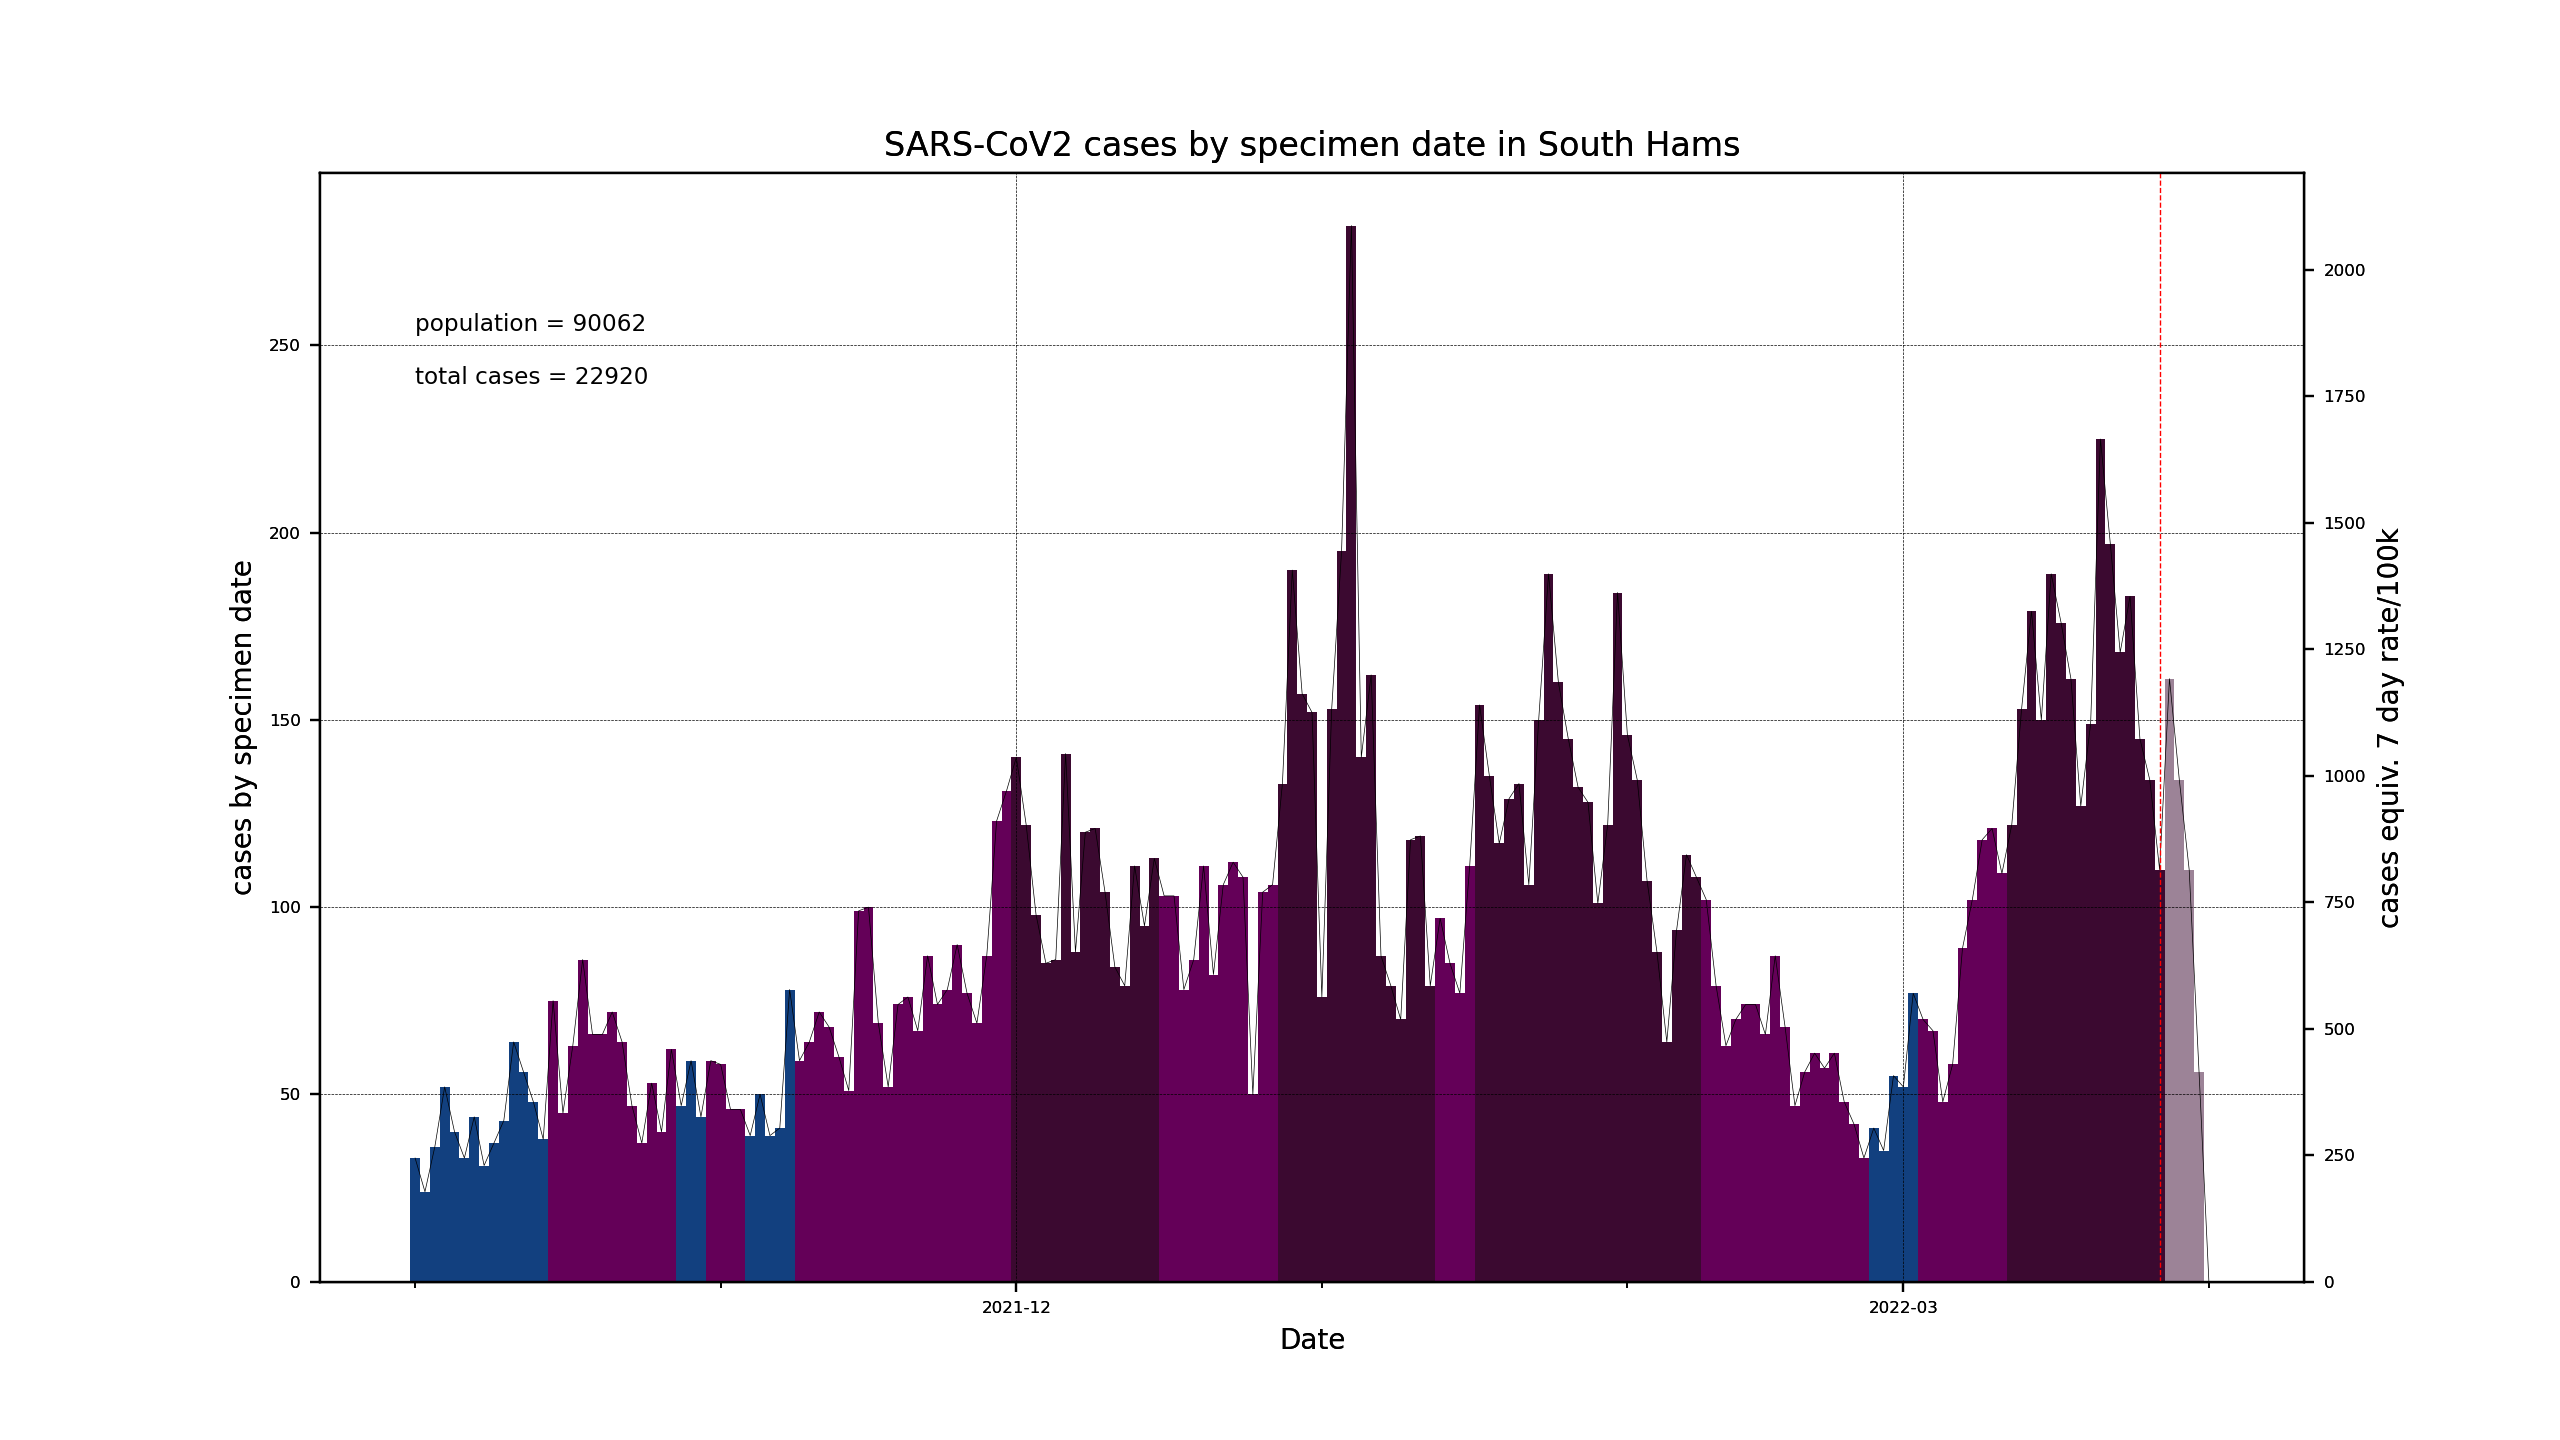 SARS-CoV2 cases by specimen date in South Hams
population = 90062
total cases = 22920
cases by specimen date
250
200
150
100
50
0
2000
1750
1500
1250
1000
750
500
250
0
cases equiv. 7 day rate/100k
2021-12
2022-03
Date